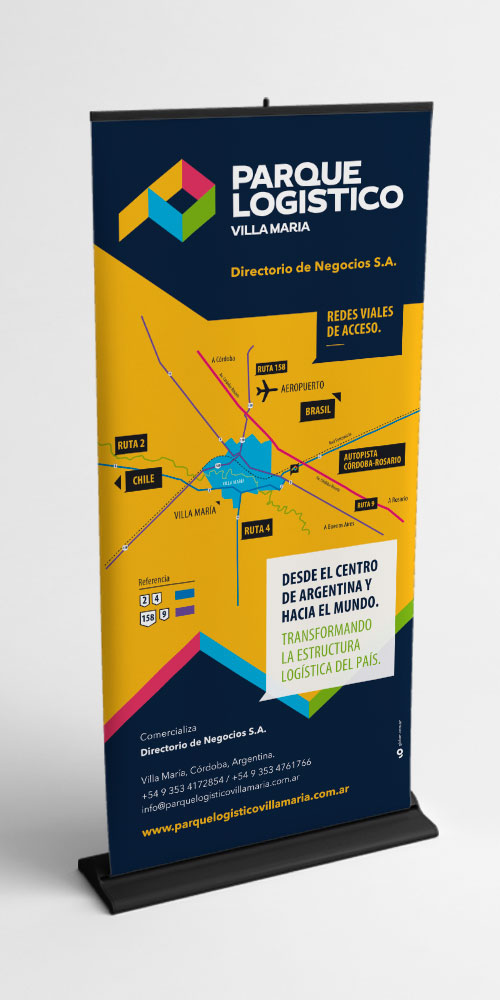 PARQUE
LOGISTICO
VILLA MARIA
Directorio de Negocios S.A.
REDES VIALES
DE ACCESO.
A Córdoba
RUTA 158
AEROPUERTO
BRASIL
RUTA 2
CHILE
AUTOPISTA
CÓRDOBA-ROSARIO
VILLA MARÍA
VILLA MARÍA
RUTA 9
A Rosario
RUTA 4
A Buenos Aires
Referencia
2 4
158 9
DESDE EL CENTRO
DE ARGENTINA Y
HACIA EL MUNDO.
TRANSFORMANDO
LA ESTRUCTURA
LOGÍSTICA DEL PAÍS.
Comercializa
Directorio de Negocios S.A.
Villa María, Córdoba, Argentina.
+54 9 353 4172854 / +54 9 353 4761766
info@parquelogisticovillamaria.com.ar
www.parquelogisticovillamaria.com.ar